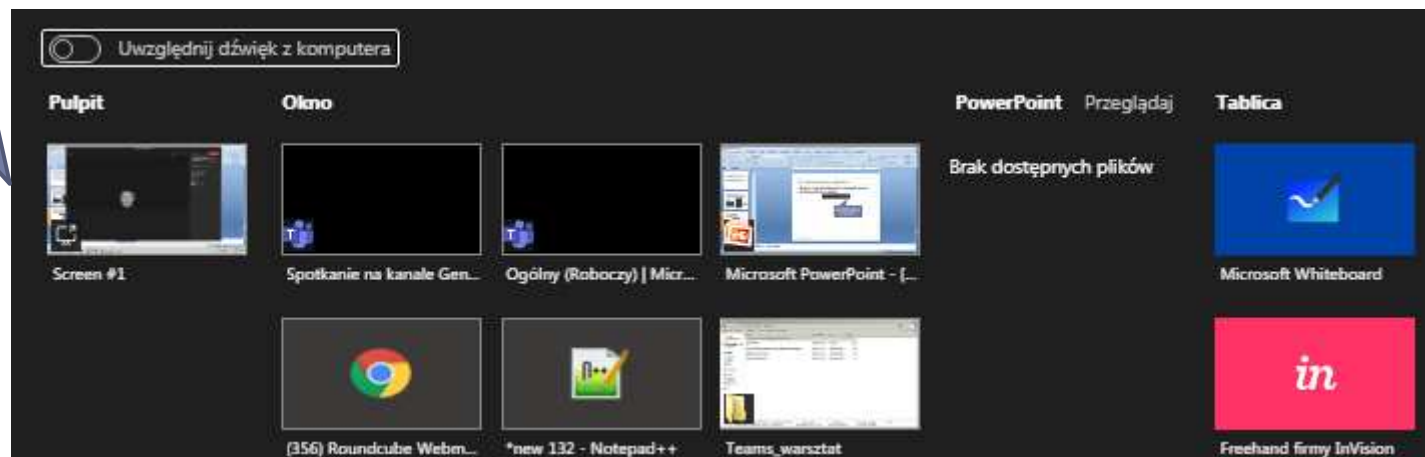 Uwzględnij dźwięk z komputera
Pulpit Okno PowerPoint Przeglądaj Tablica
Brak dostępnych plików
Screen #1 Spotkanie na kanale Gen... Ogólny (Roboczy) | Micr... Microsoft PowerPoint - [... Microsoft Whiteboard
in
(356) Roundcube Webm... *new 132 - Notepad++ Teams_warsztat Freehand firmy InVision